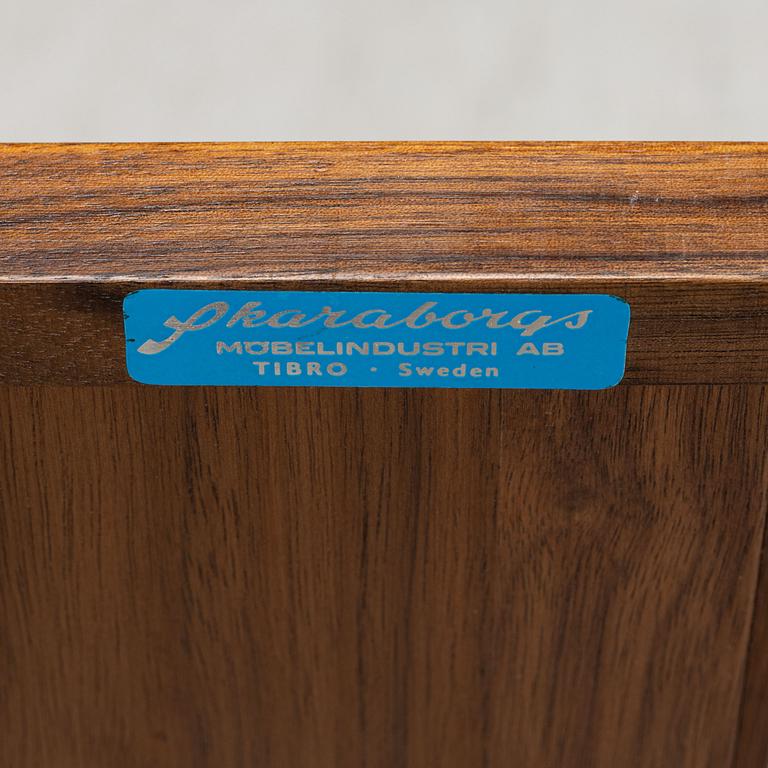 Skaraborgs
MÖBELINDUSTRI AB
TIBRO · Sweden